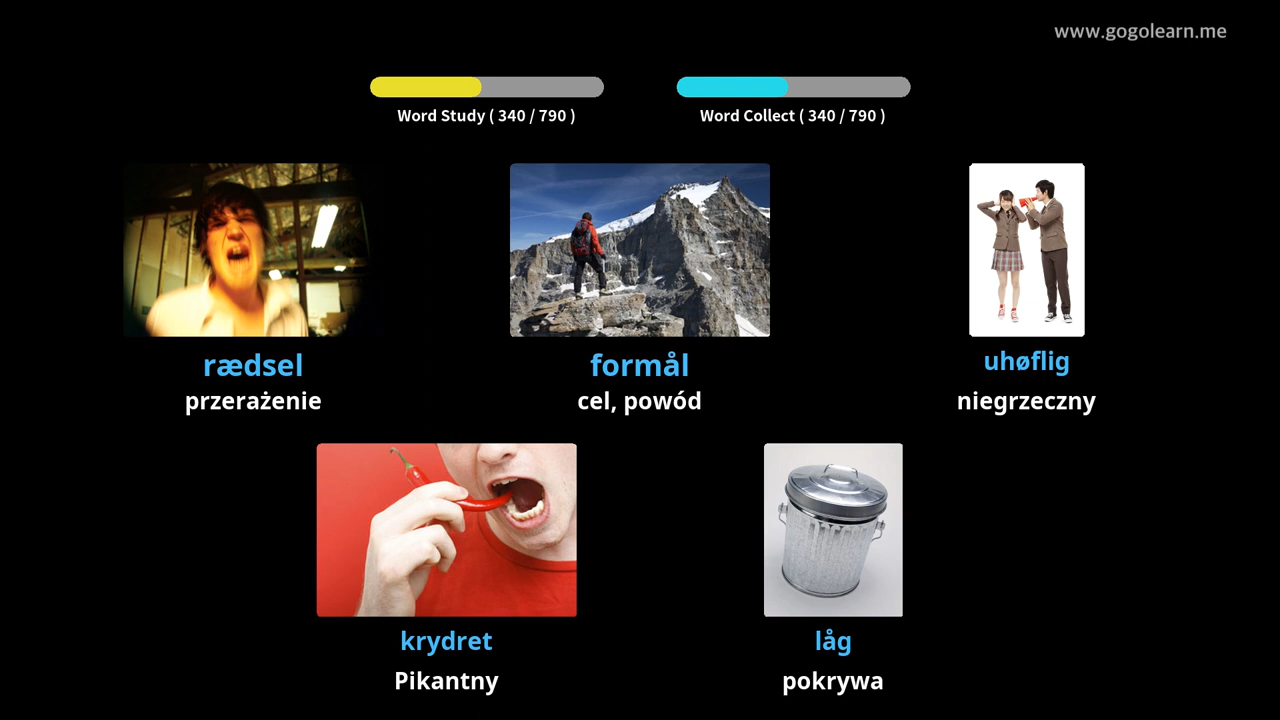 www.gogolearn.me
Word Study ( 340 / 790 )
Word Collect ( 340 / 790 )
rædsel
przerażenie
formål
cel, powód
uhøflig
niegrzeczny
krydret
Pikantny
låg
pokrywa